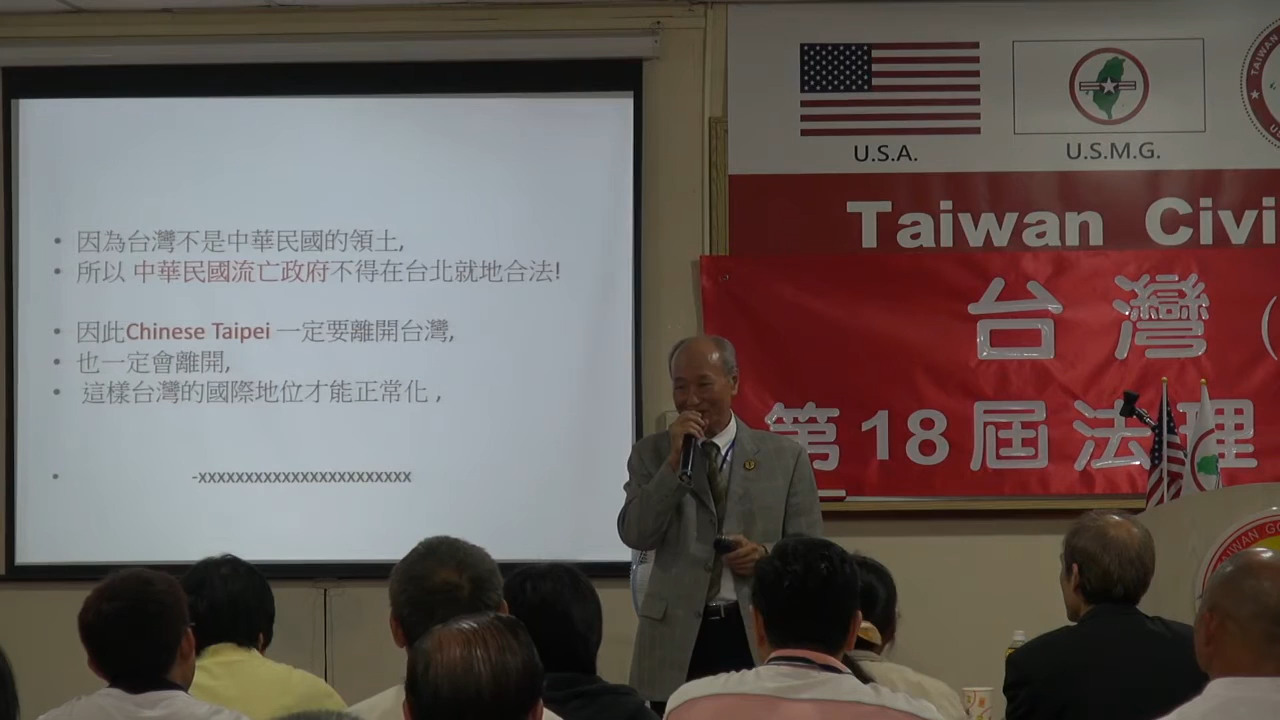 因為台灣不是中華民國的領土,
所以 中華民國流亡政府不得在台北就地合法!
因此Chinese Taipei 一定要離開台灣,
也一定會離開,
這樣台灣的國際地位才能正常化 ,
-xxxxxxxxxxxxxxxxxxxxxxx
U.S.A.
U.S.M.G.
TAIWAN
Taiwan Civi
台灣（
第18屆法理